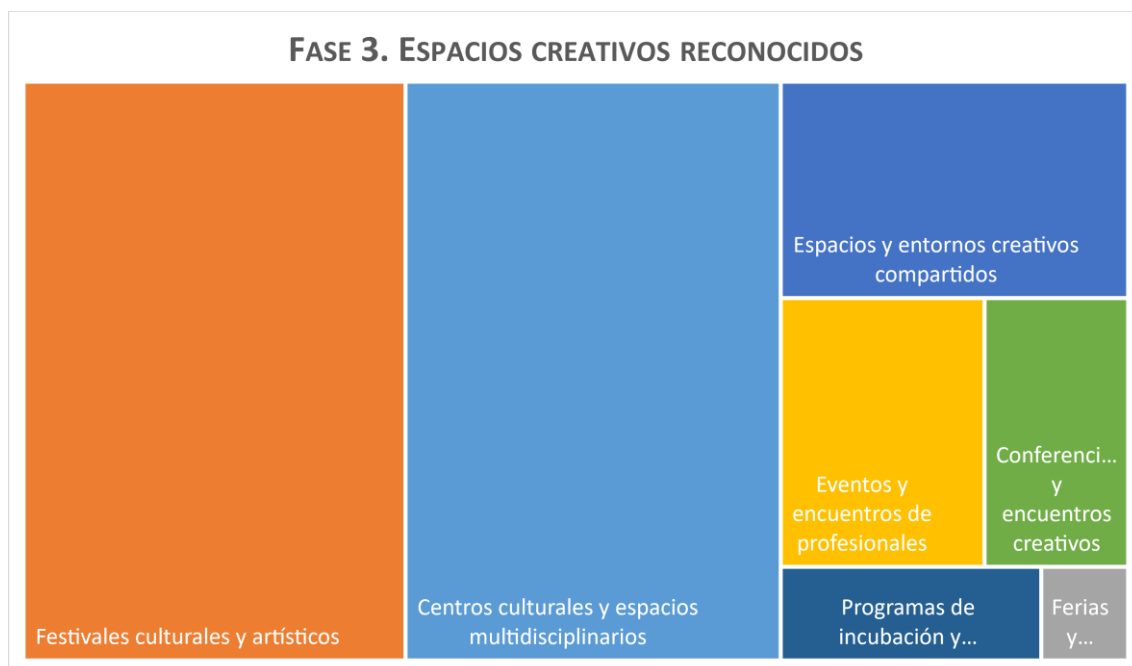 FASE 3. ESPACIOS CREATIVOS RECONOCIDOS
Festivales culturales y artísticos
Centros culturales y espacios
multidisciplinarios
Espacios y entornos creativos
compartidos
Eventos y
encuentros de
profesionales
Conferenci...
y
encuentros
creativos
Programas de
incubación y...
Ferias
y...